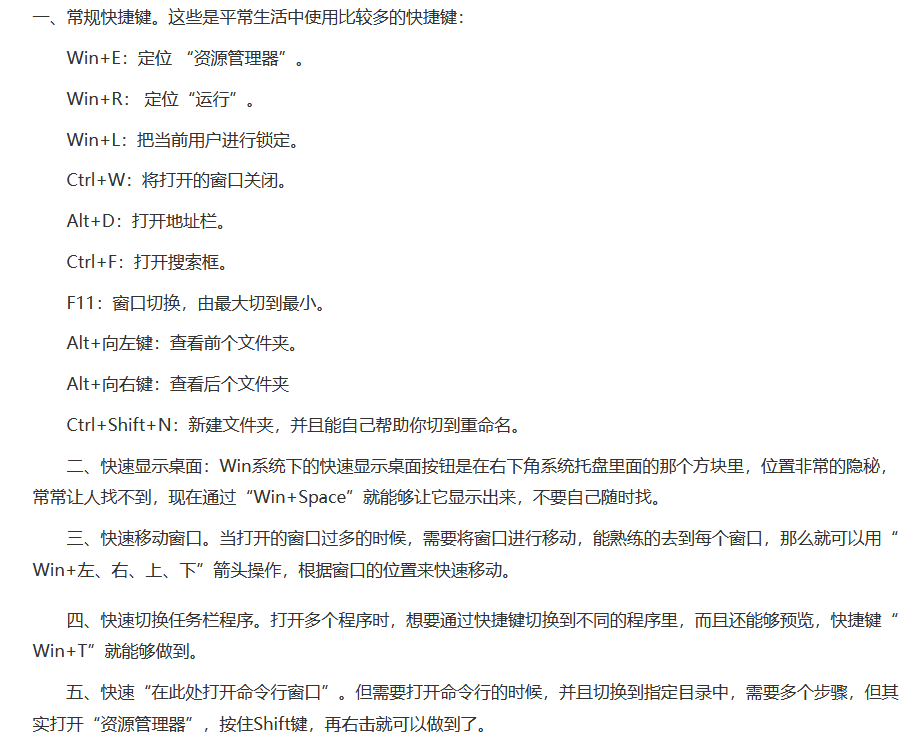 一、常规快捷键。这些是平常生活中使用比较多的快捷键：
Win+E：定位 “资源管理器”。
Win+R： 定位“运行”。
Win+L：把当前用户进行锁定。
Ctrl+W：将打开的窗口关闭。
Alt+D：打开地址栏。
Ctrl+F：打开搜索框。
F11：窗口切换，由最大切到最小。
Alt+向左键：查看前个文件夹。
Alt+向右键：查看后个文件夹
Ctrl+Shift+N：新建文件夹，并且能自己帮助你切到重命名。
二、快速显示桌面：Win系统下的快速显示桌面按钮是在右下角系统托盘里面的那个方块里，位置非常的隐秘，
常常让人找不到，现在通过“Win+Space”就能够让它显示出来，不要自己随时找。
三、快速移动窗口。当打开的窗口过多的时候，需要将窗口进行移动，能熟练的去到每个窗口，那么就可以用“
Win+左、右、上、下”箭头操作，根据窗口的位置来快速移动。
四、快速切换任务栏程序。打开多个程序时，想要通过快捷键切换到不同的程序里，而且还能够预览，快捷键“
Win+T”就能够做到。
五、快速“在此处打开命令行窗口”。但需要打开命令行的时候，并且切换到指定目录中，需要多个步骤，但其
实打开“资源管理器”，按住Shift键，再右击就可以做到了。